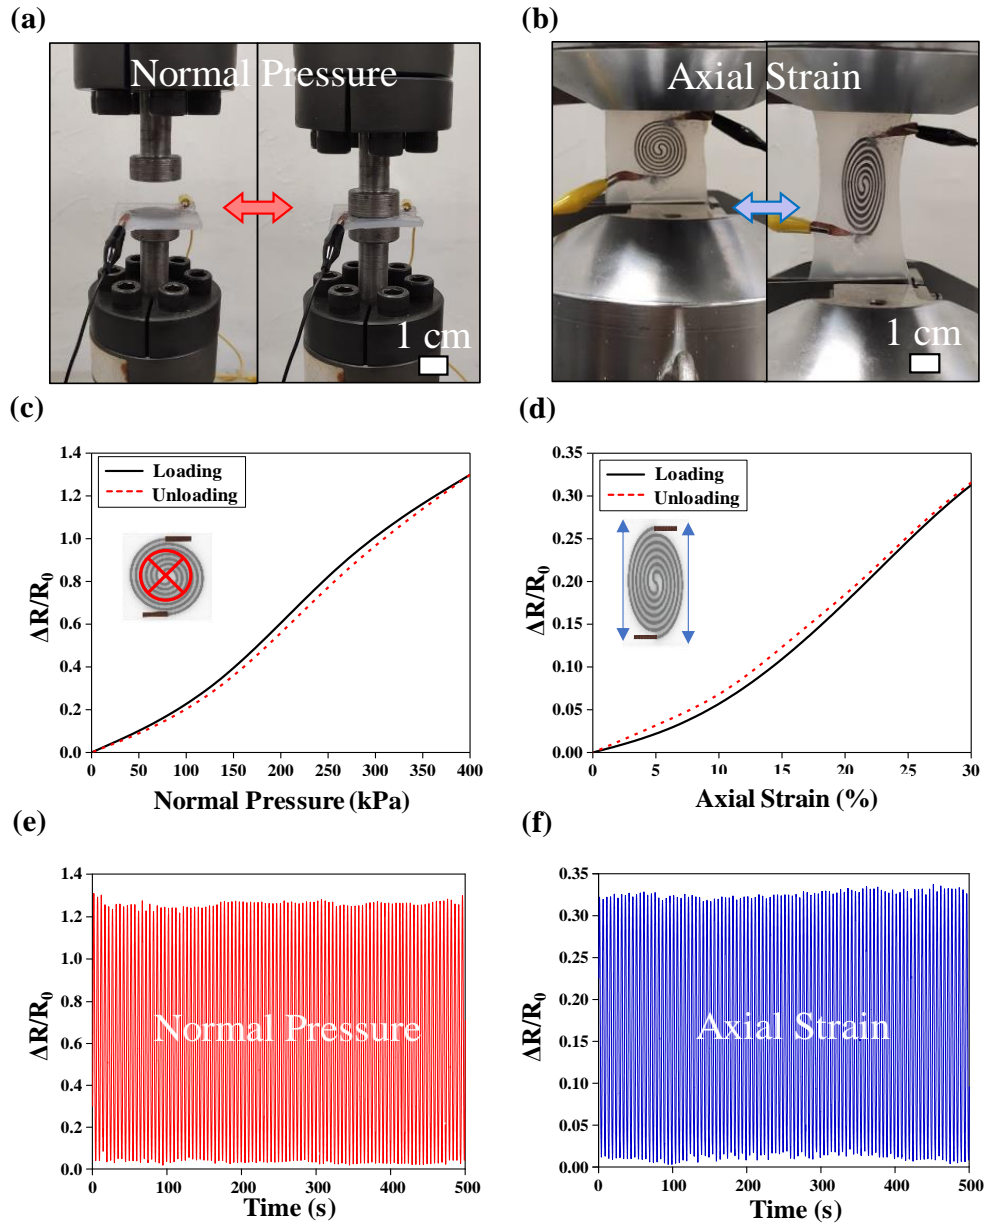 (a)
(b)
Normal Pressure
Axial Strain
1 cm
1 cm
(c)
(d)
1.4
1.2
1.0
0.8
0.6
0.4
0.2
0.0
ΔR/R₀
Loading
Unloading
0 50 100 150 200 250 300 350 400
Normal Pressure (kPa)
0.35
0.30
0.25
0.20
0.15
0.10
0.05
0.00
ΔR/R₀
Loading
Unloading
0 5 10 15 20 25 30
Axial Strain (%)
(e)
(f)
1.4
1.2
1.0
0.8
0.6
0.4
0.2
0.0
ΔR/R₀
Normal Pressure
0 100 200 300 400 500
Time (s)
0.35
0.30
0.25
0.20
0.15
0.10
0.05
0.00
ΔR/R₀
Axial Strain
0 100 200 300 400 500
Time (s)